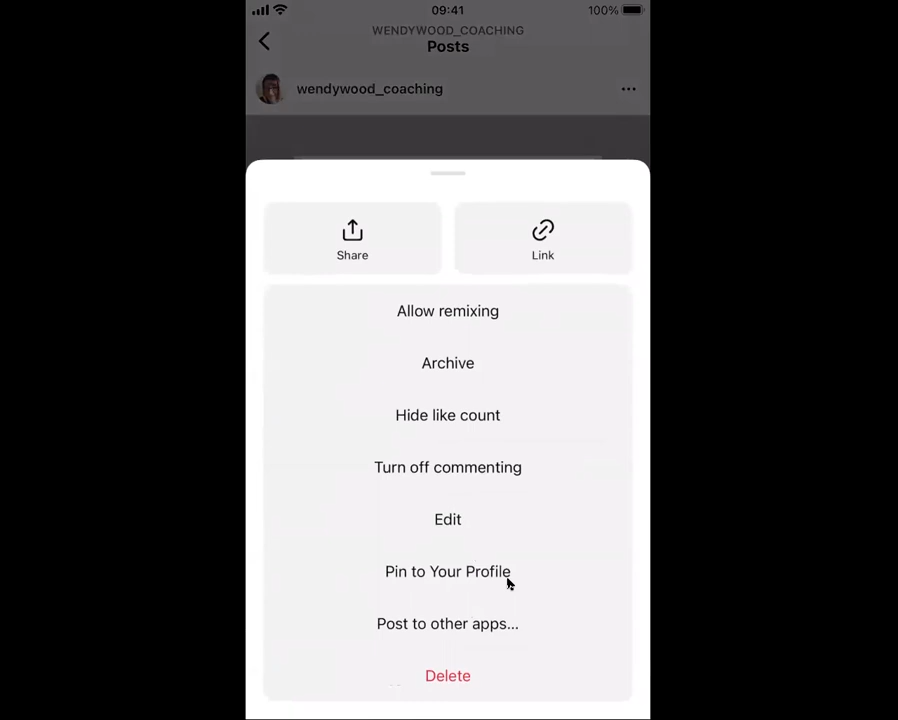 09:41
100%
WENDYWOOD_COACHING
Posts
wendywood_coaching
Share
Link
Allow remixing
Archive
Hide like count
Turn off commenting
Edit
Pin to Your Profile
Post to other apps...
Delete